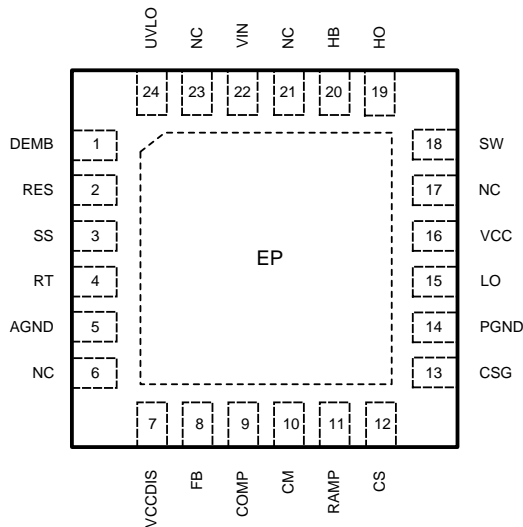 UVLO NC VIN NC HB HO
24 23 22 21 20 19
DEMB 1 18 SW
RES 2 17 NC
SS 3 16 VCC
EP
RT 4 15 LO
AGND 5 14 PGND
NC 6 13 CSG
7 8 9 10 11 12
VCCDIS FB COMP CM RAMP CS